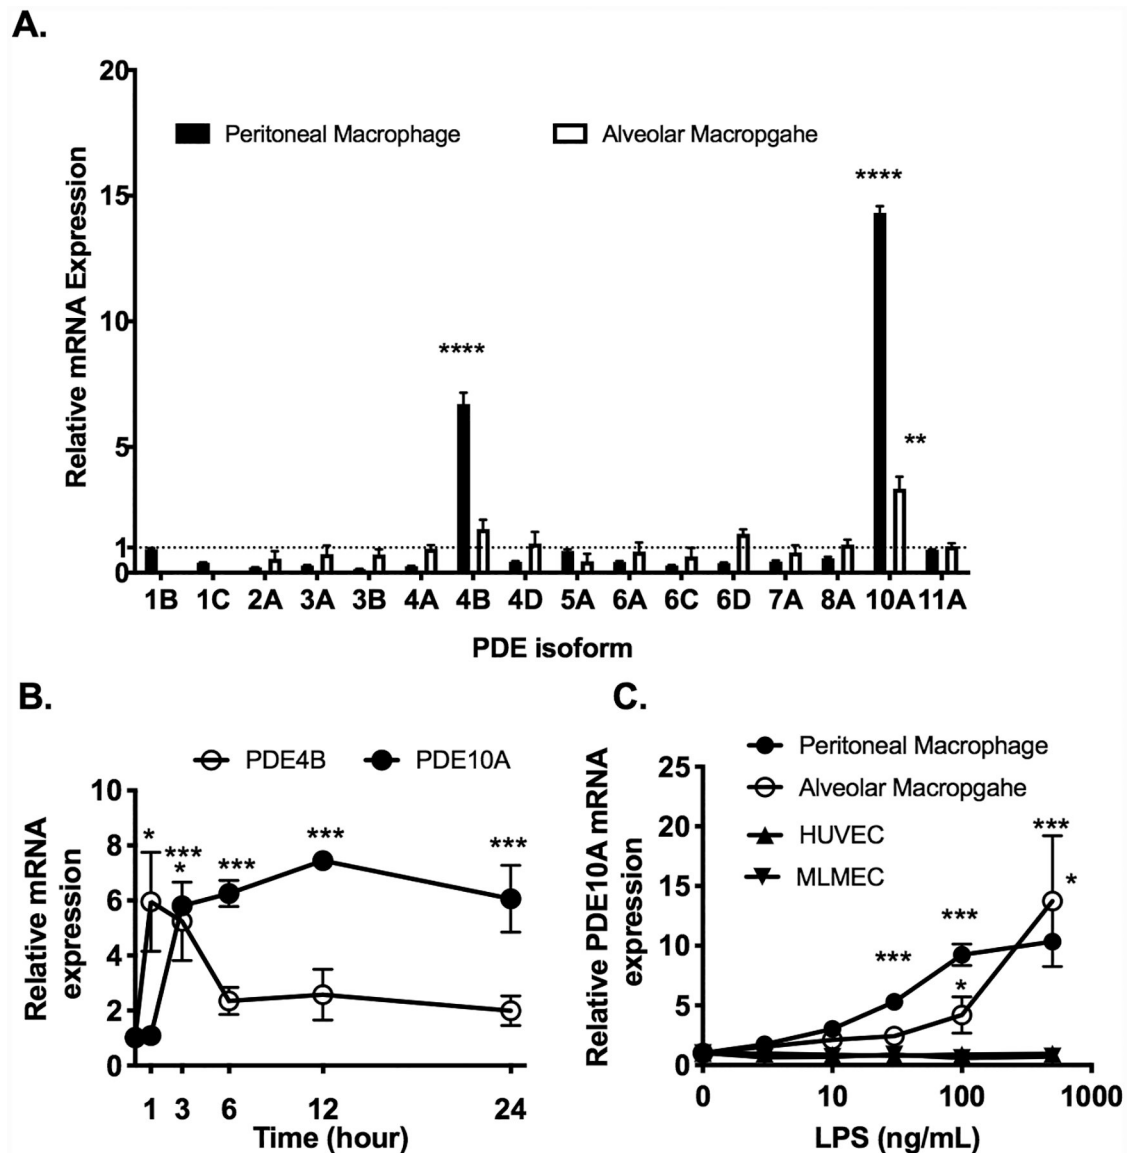 A.
Relative mRNA Expression
20
15
10
5
1
0
Peritoneal Macrophage
Alveolar Macropgahe
****
****
**
1B 1C 2A 3A 3B 4A 4B 4D 5A 6A 6C 6D 7A 8A 10A 11A
PDE isoform
B.
PDE4B PDE10A
Relative mRNA
expression
10
8
6
4
2
0
*
***
*
***
***
***
1 3 6 12 24
Time (hour)
C.
Peritoneal Macrophage
Alveolar Macropgahe
HUVEC
MLMEC
Relative PDE10A mRNA
expression
25
20
15
10
5
0
***
***
*
***
*
0 10 100 1000
LPS (ng/mL)